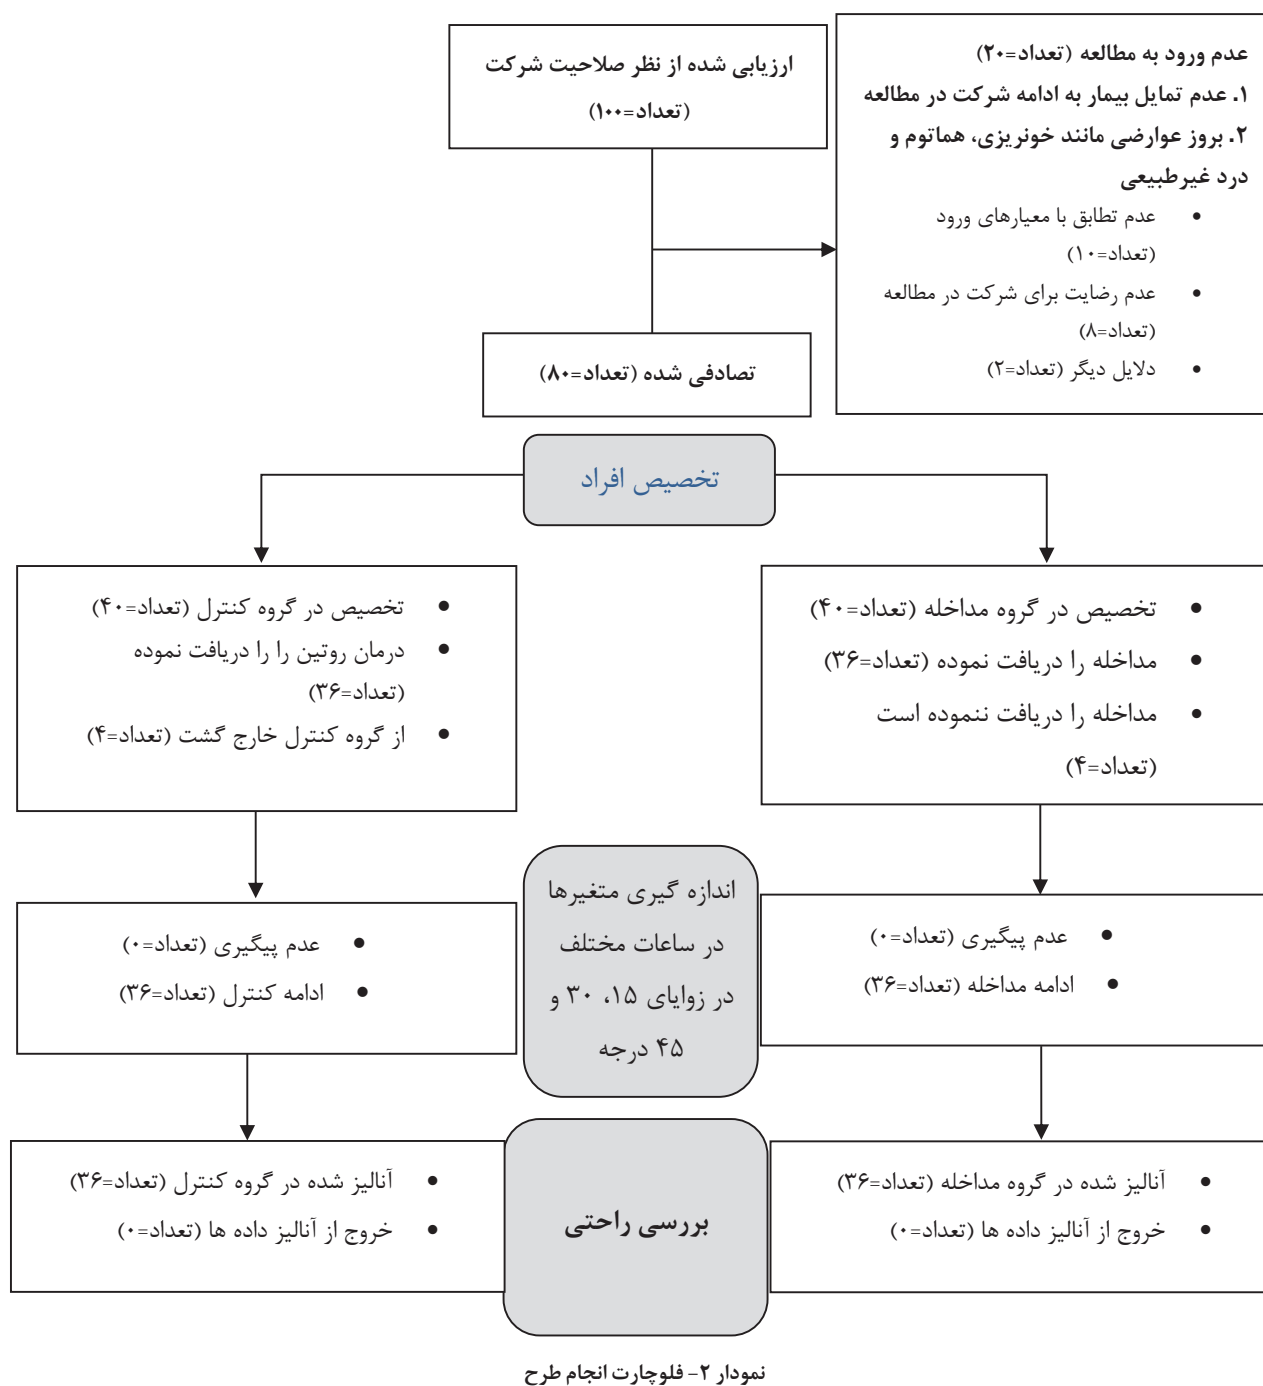 ارزیابی شده از نظر صلاحیت شرکت
(تعداد=۱۰۰)
عدم ورود به مطالعه (تعداد=۲۰)
۱. عدم تمایل بیمار به ادامه شرکت در مطالعه
۲. بروز عوارضی مانند خونریزی، هماتوم و
درد غیرطبیعی
• عدم تطابق با معیارهای ورود
(تعداد=۱۰)
• عدم رضایت برای شرکت در مطالعه
(تعداد=۸)
• دلایل دیگر (تعداد=۲)
تصادفی شده (تعداد=۸۰)
تخصیص افراد
• تخصیص در گروه مداخله (تعداد=۴۰)
• مداخله را دریافت نموده (تعداد=۳۶)
• مداخله را دریافت ننموده است
(تعداد=۴)
• تخصیص در گروه کنترل (تعداد=۴۰)
• درمان روتین را را دریافت نموده
(تعداد=۳۶)
• از گروه کنترل خارج گشت (تعداد=۴)
اندازه گیری متغیرها
در ساعات مختلف
در زوایای ۱۵، ۳۰ و
۴۵ درجه
• عدم پیگیری (تعداد=۰)
• ادامه مداخله (تعداد=۳۶)
• عدم پیگیری (تعداد=۰)
• ادامه کنترل (تعداد=۳۶)
بررسی راحتی
• آنالیز شده در گروه مداخله (تعداد=۳۶)
• خروج از آنالیز داده ها (تعداد=۰)
• آنالیز شده در گروه کنترل (تعداد=۳۶)
• خروج از آنالیز داده ها (تعداد=۰)
نمودار ۲- فلوچارت انجام طرح